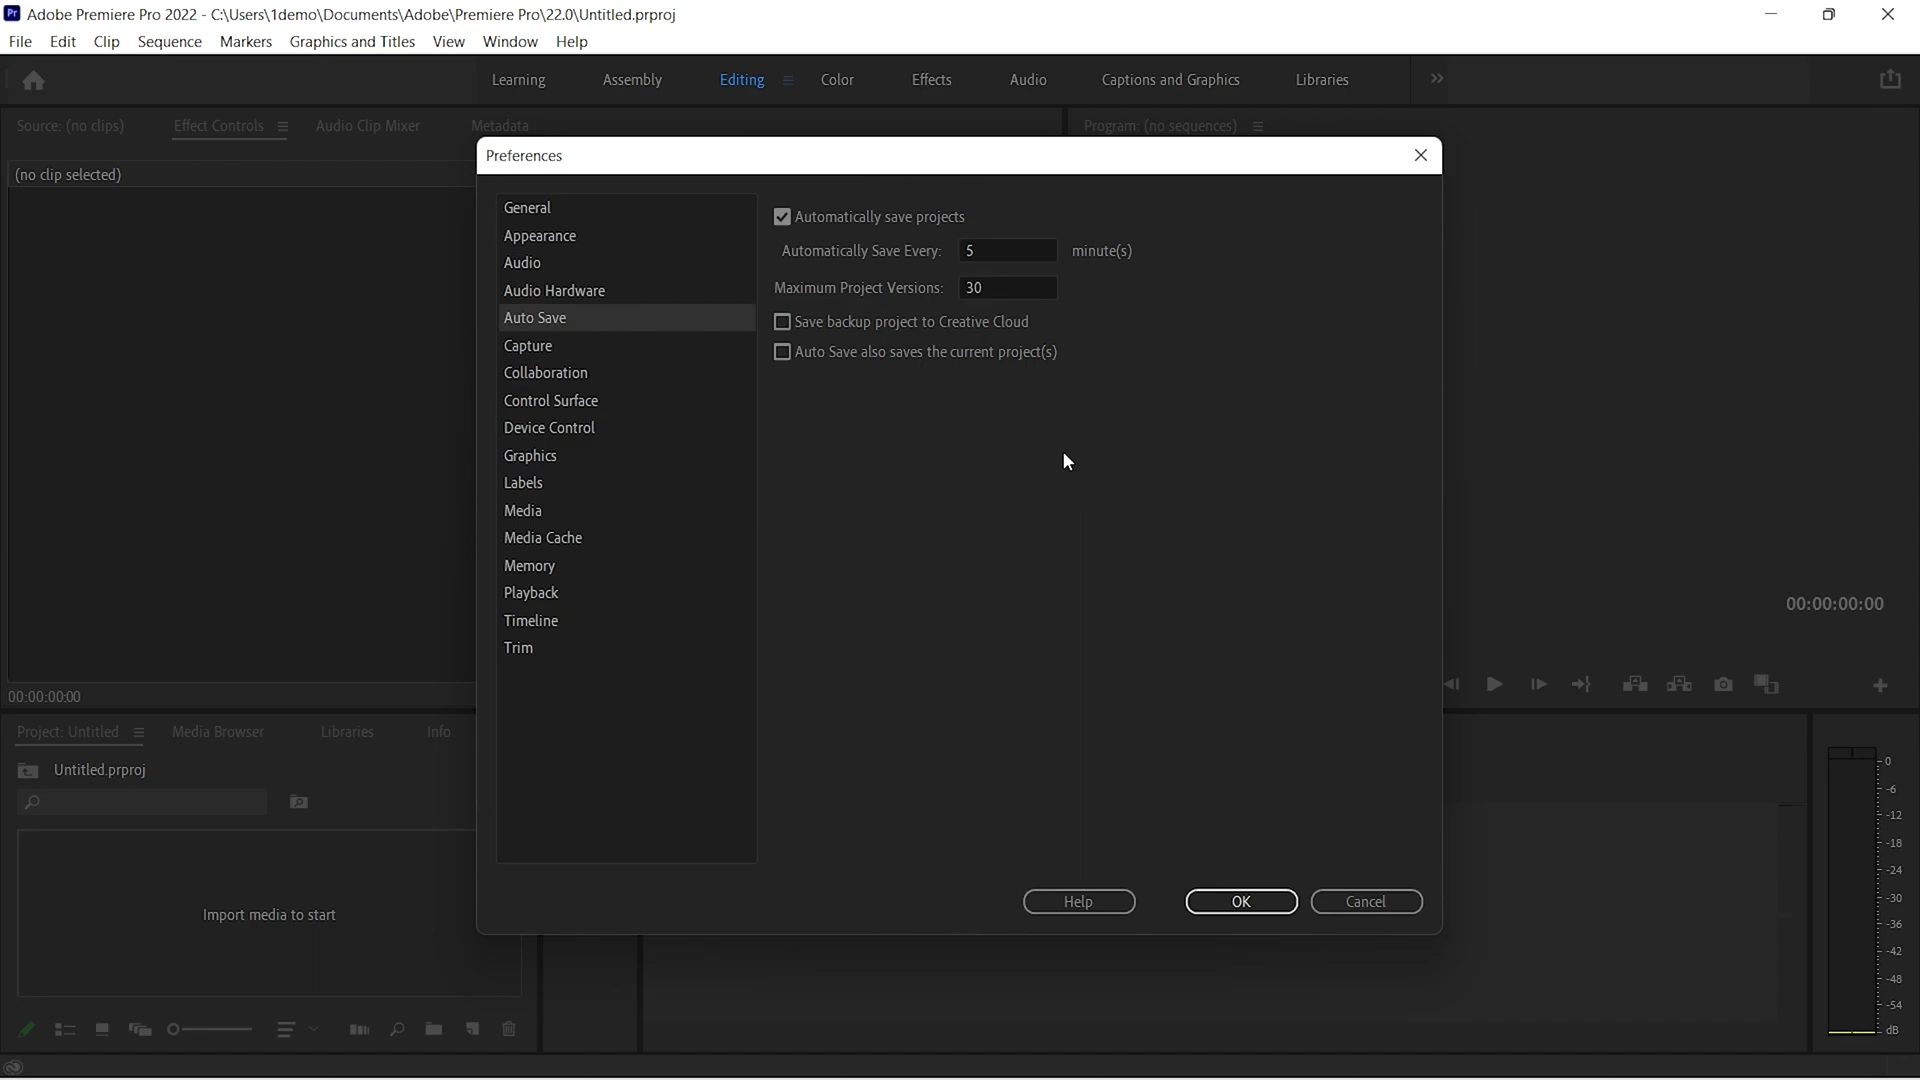 Pr Adobe Premiere Pro 2022 - C:\Users\1demo\Documents\Adobe\Premiere Pro\22.0\Untitled.prproj
File Edit Clip Sequence Markers Graphics and Titles View Window Help
Learning Assembly Editing Color Effects Audio Captions and Graphics Libraries
Source: (no clips) Effect Controls Audio Clip Mixer Metadata Program: (no sequences)
(no clip selected)
Preferences
General
Appearance
Audio
Audio Hardware
Auto Save
Capture
Collaboration
Control Surface
Device Control
Graphics
Labels
Media
Media Cache
Memory
Playback
Timeline
Trim
Automatically save projects
Automatically Save Every: 5 minute(s)
Maximum Project Versions: 30
Save backup project to Creative Cloud
Auto Save also saves the current project(s)
Help OK Cancel
00:00:00:00
00:00:00:00
Project: Untitled Media Browser Libraries Info
Untitled.prproj
Import media to start
0
-6
-12
-18
-24
-30
-36
-42
-48
-54
dB